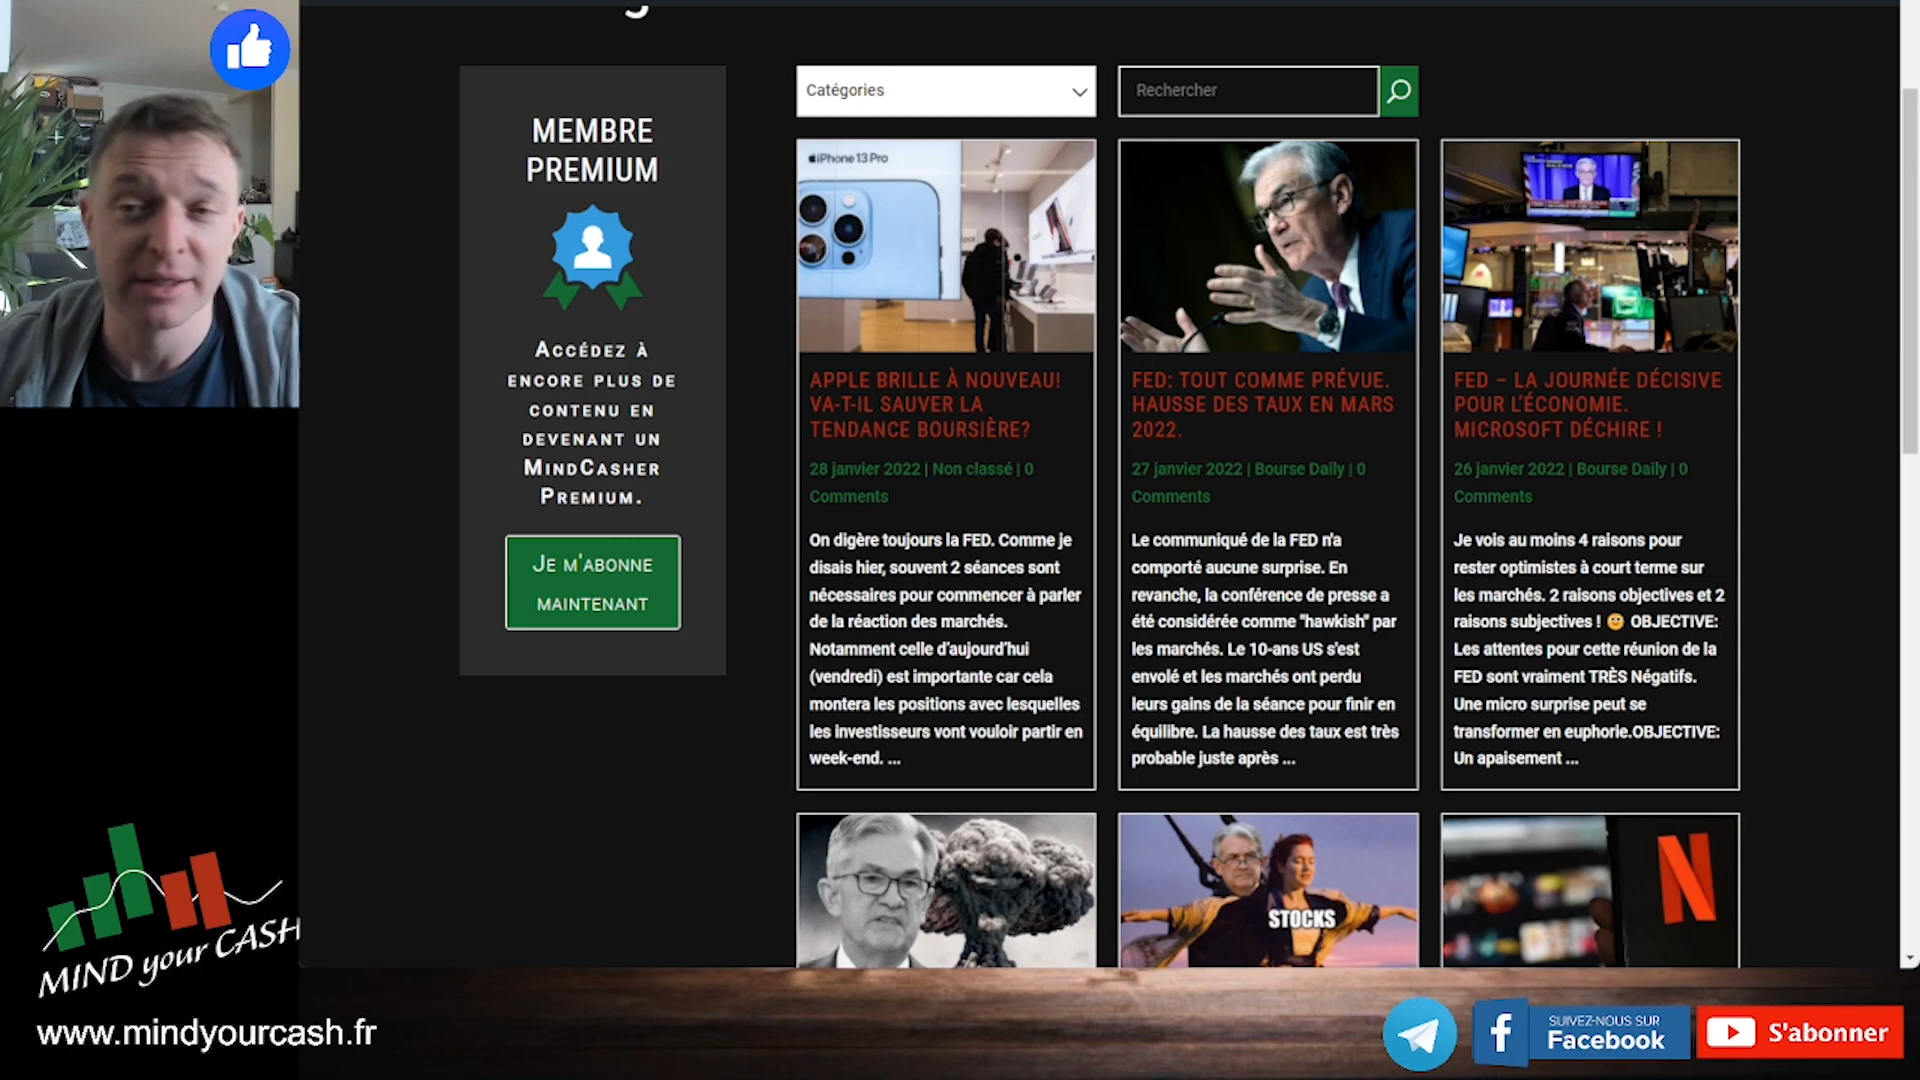 MEMBRE
PREMIUM
Accédez à
encore plus de
contenu en
devenant un
MindCasher
Premium.
Je m'abonne
maintenant
Catégories
Rechercher
iPhone 13 Pro
APPLE BRILLE À NOUVEAU!
VA-T-IL SAUVER LA
TENDANCE BOURSIÈRE?
28 janvier 2022 | Non classé | 0
Comments
On digère toujours la FED. Comme je
disais hier, souvent 2 séances sont
nécessaires pour commencer à parler
de la réaction des marchés.
Notamment celle d'aujourd'hui
(vendredi) est importante car cela
montera les positions avec lesquelles
les investisseurs vont vouloir partir en
week-end. ...
FED: TOUT COMME PRÉVUE.
HAUSSE DES TAUX EN MARS
2022.
27 janvier 2022 | Bourse Daily | 0
Comments
Le communiqué de la FED n'a
comporté aucune surprise. En
revanche, la conférence de presse a
été considérée comme "hawkish" par
les marchés. Le 10-ans US s'est
envolé et les marchés ont perdu
leurs gains de la séance pour finir en
équilibre. La hausse des taux est très
probable juste après ...
FED – LA JOURNÉE DÉCISIVE
POUR L'ÉCONOMIE.
MICROSOFT DÉCHIRE !
26 janvier 2022 | Bourse Daily | 0
Comments
Je vois au moins 4 raisons pour
rester optimistes à court terme sur
les marchés. 2 raisons objectives et 2
raisons subjectives ! 🙂 OBJECTIVE:
Les attentes pour cette réunion de la
FED sont vraiment TRÈS Négatifs.
Une micro surprise peut se
transformer en euphorie.OBJECTIVE:
Un apaisement ...
STOCKS
N
MIND your CASH
www.mindyourcash.fr
SUIVEZ-NOUS SUR
Facebook
S'abonner